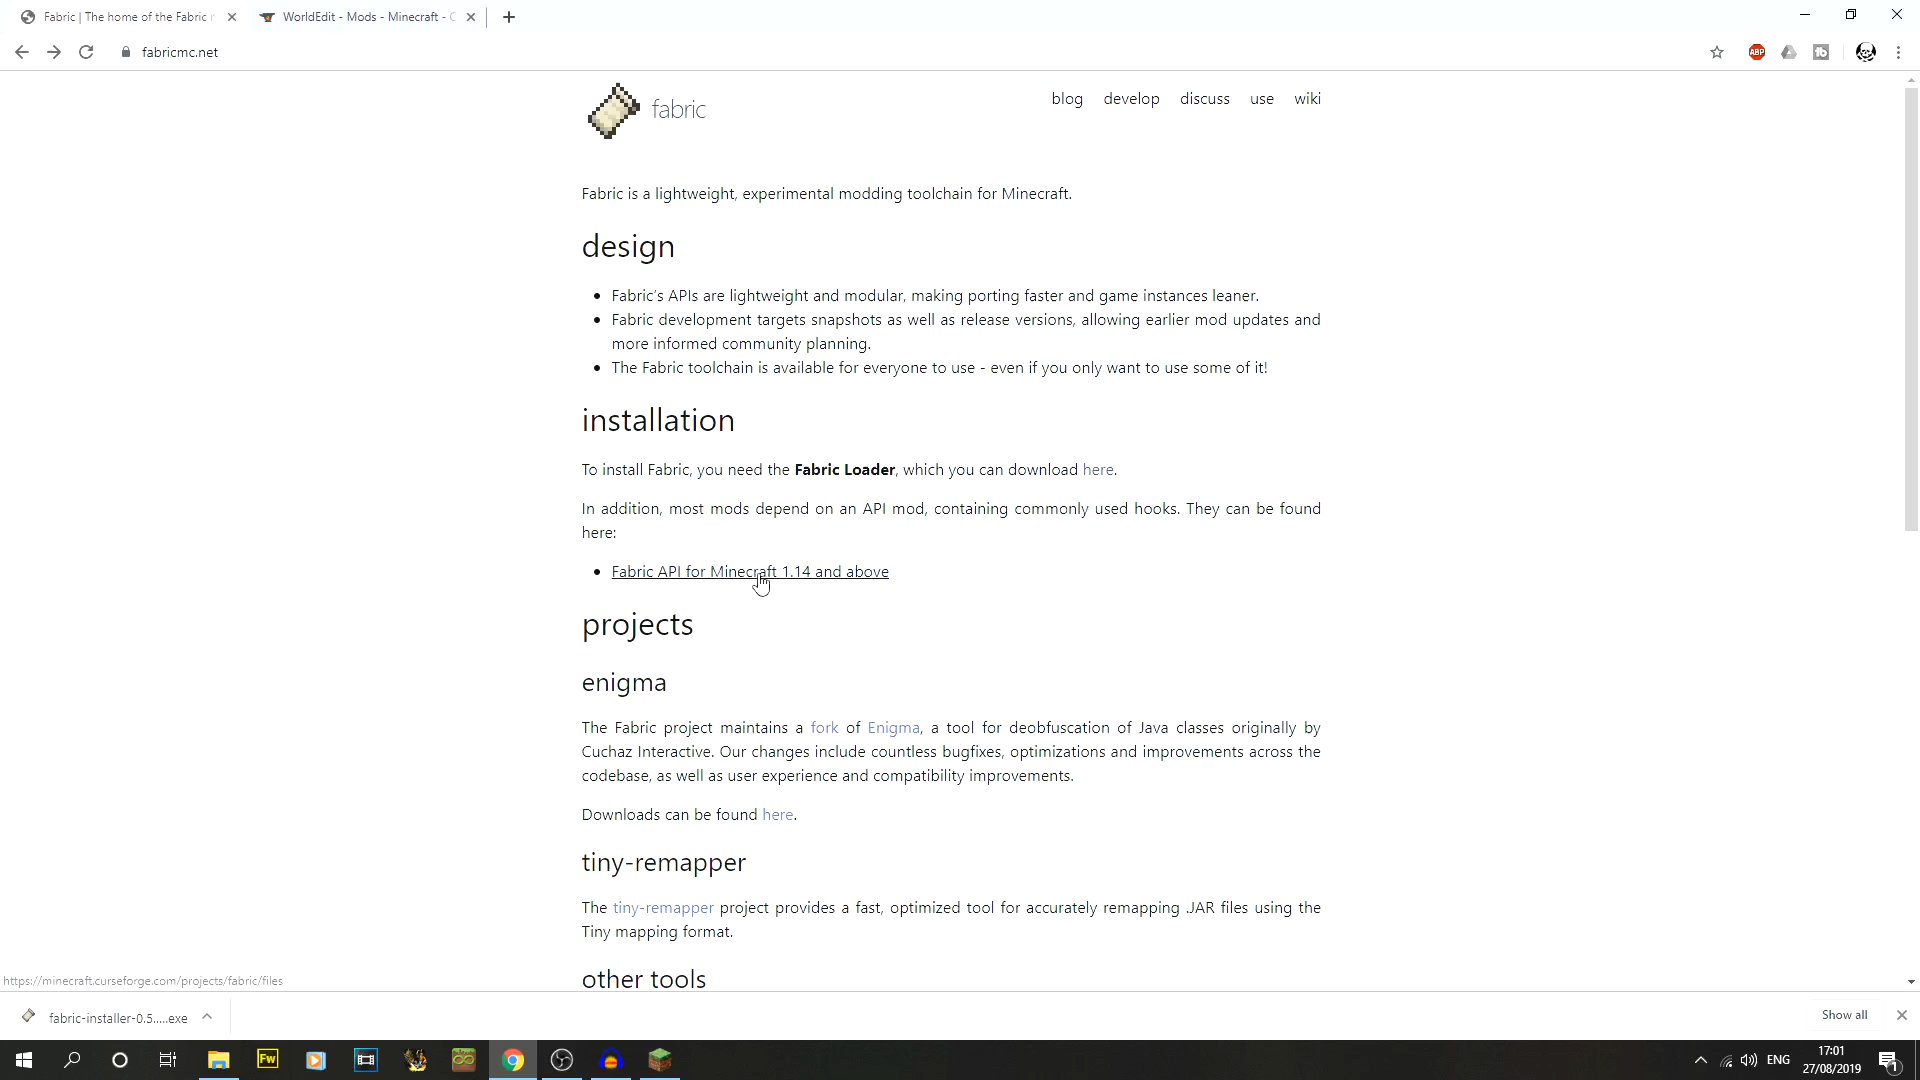 Fabric | The home of the Fabric
WorldEdit - Mods - Minecraft - C
fabricmc.net
ABP
fabric
blog develop discuss use wiki
Fabric is a lightweight, experimental modding toolchain for Minecraft.
design
Fabric's APIs are lightweight and modular, making porting faster and game instances leaner.
Fabric development targets snapshots as well as release versions, allowing earlier mod updates and
more informed community planning.
The Fabric toolchain is available for everyone to use - even if you only want to use some of it!
installation
To install Fabric, you need the Fabric Loader, which you can download here.
In addition, most mods depend on an API mod, containing commonly used hooks. They can be found
here:
Fabric API for Minecraft 1.14 and above
projects
enigma
The Fabric project maintains a fork of Enigma, a tool for deobfuscation of Java classes originally by
Cuchaz Interactive. Our changes include countless bugfixes, optimizations and improvements across the
codebase, as well as user experience and compatibility improvements.
Downloads can be found here.
tiny-remapper
The tiny-remapper project provides a fast, optimized tool for accurately remapping .JAR files using the
Tiny mapping format.
other tools
https://minecraft.curseforge.com/projects/fabric/files
fabric-installer-0.5.....exe
Show all
Fw
ENG
17:01
27/08/2019
1